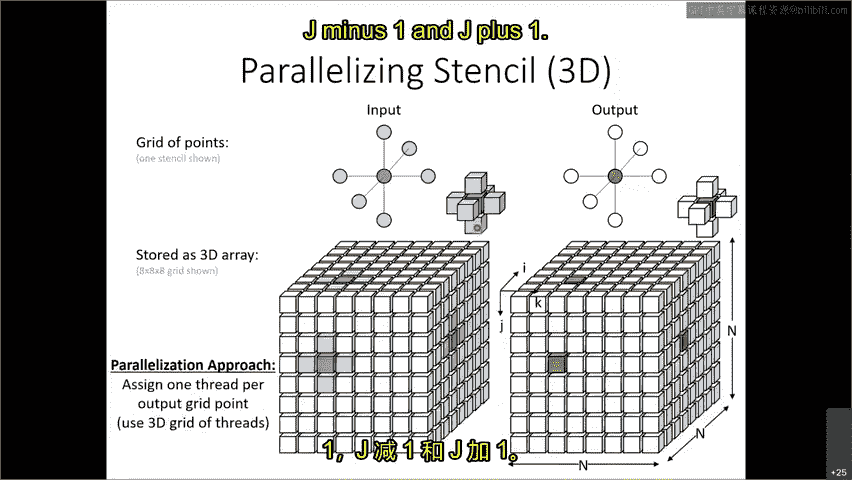 J minus 1 and J plus 1.
Parallelizing Stencil (3D)
Input
Output
Grid of points:
(one stencil shown)
Stored as 3D array:
(8x8x8 grid shown)
i
k
j
N
N
N
Parallelization Approach:
Assign one thread per
output grid point
(use 3D grid of threads)
1，J 减 1 和 J 加 1。
+25